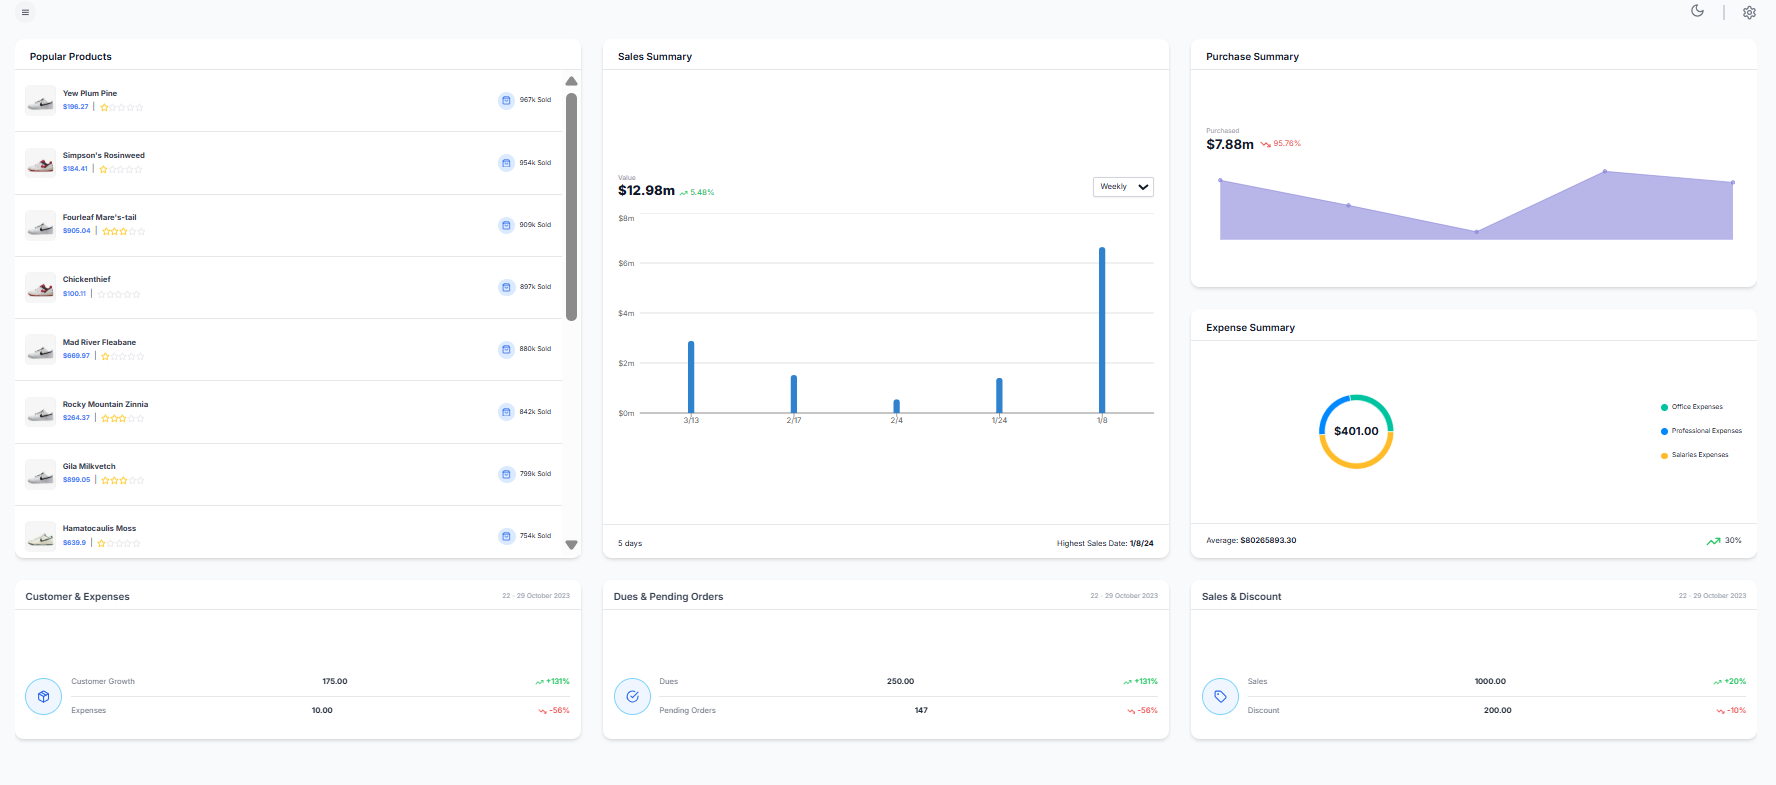 Popular Products
Yew Plum Pine
$196.27
967k Sold
Simpson's Rosinweed
$184.41
954k Sold
Fourleaf Mare's-tail
$905.04
909k Sold
Chickenthief
$100.11
897k Sold
Mad River Fleabane
$669.97
880k Sold
Rocky Mountain Zinnia
$264.37
842k Sold
Gila Milkvetch
$899.05
799k Sold
Hamatocaulis Moss
$639.9
754k Sold
Sales Summary
Value
$12.98m 5.48%
Weekly
$8m
$6m
$4m
$2m
$0m
3/13 2/17 2/4 1/24 1/8
5 days
Highest Sales Date: 1/8/24
Purchase Summary
Purchased
$7.88m 95.76%
Expense Summary
$401.00
Office Expenses
Professional Expenses
Salaries Expenses
Average: $80265893.30
30%
Customer & Expenses
22 - 29 October 2023
Customer Growth 175.00 +131%
Expenses 10.00 -56%
Dues & Pending Orders
22 - 29 October 2023
Dues 250.00 +131%
Pending Orders 147 -56%
Sales & Discount
22 - 29 October 2023
Sales 1000.00 +20%
Discount 200.00 -10%